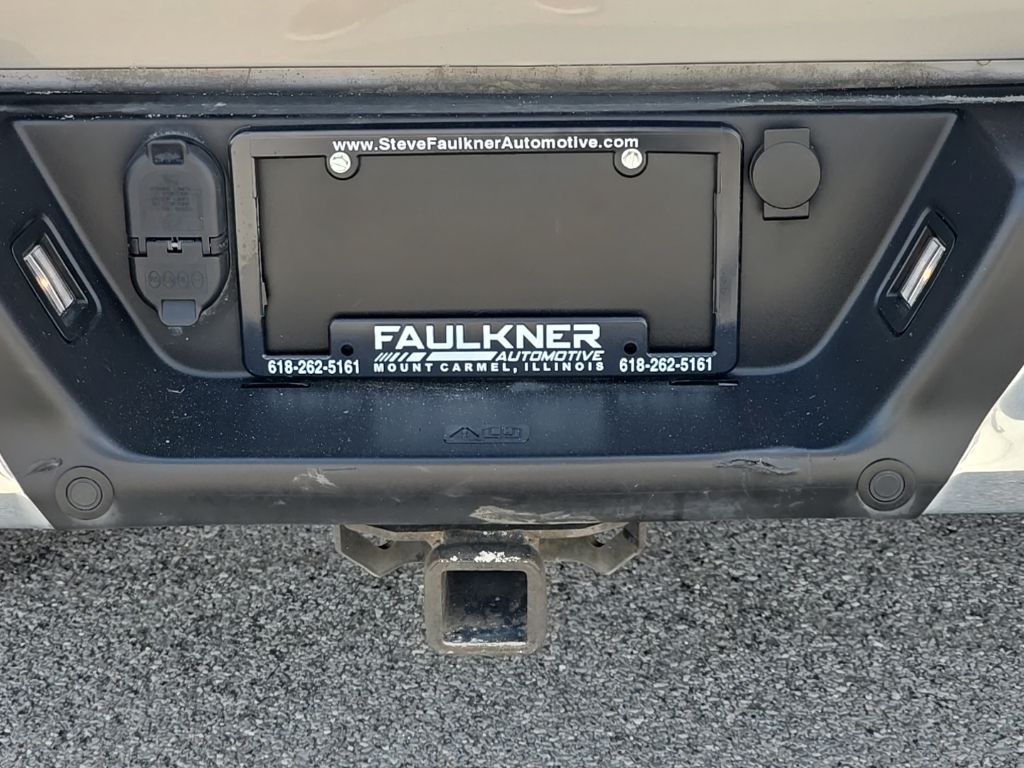 www.SteveFaulknerAutomotive.com
FAULKNER
AUTOMOTIVE
618-262-5161 MOUNT CARMEL, ILLINOIS 618-262-5161